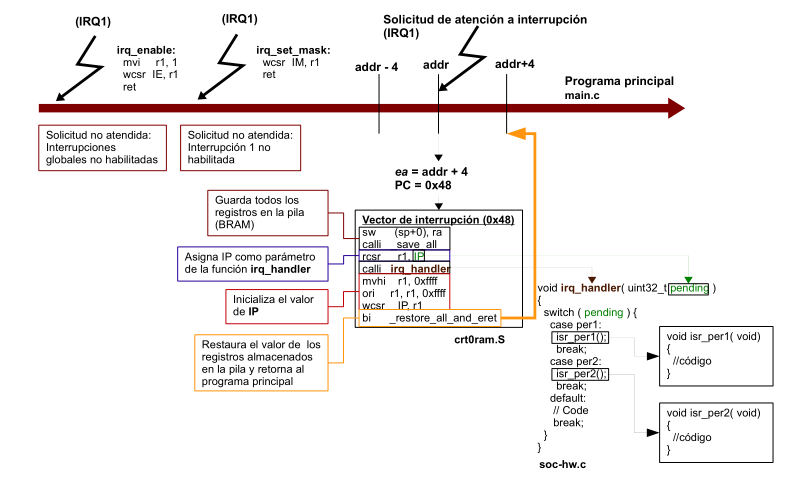 (IRQ1)
irq_enable:
mvi r1, 1
wcsr IE, r1
ret
(IRQ1)
irq_set_mask:
wcsr IM, r1
ret
Solicitud de atención a interrupción
(IRQ1)
addr - 4
addr
addr+4
Programa principal
main.c
Solicitud no atendida:
Interrupciones
globales no habilitadas
Solicitud no atendida:
Interrupción 1 no
habilitada
ea = addr + 4
PC = 0x48
Guarda todos los
registros en la pila
(BRAM)
Asigna IP como parámetro
de la función irq_handler
Inicializa el valor
de IP
Restaura el valor de los
registros almacenados
en la pila y retorna al
programa principal
Vector de interrupción (0x48)
sw (sp+0), ra
calli save_all
rcsr r1, IP
calli irq_handler
mvhi r1, 0xffff
ori r1, r1, 0xffff
wcsr IP, r1
bi _restore_all_and_eret
crt0ram.S
void irq_handler( uint32_t pending )
{
switch ( pending ) {
case per1:
isr_per1();
break;
case per2:
isr_per2();
break;
default:
// Code
break;
}
}
soc-hw.c
void isr_per1( void)
{
//código
}
void isr_per2( void)
{
//código
}